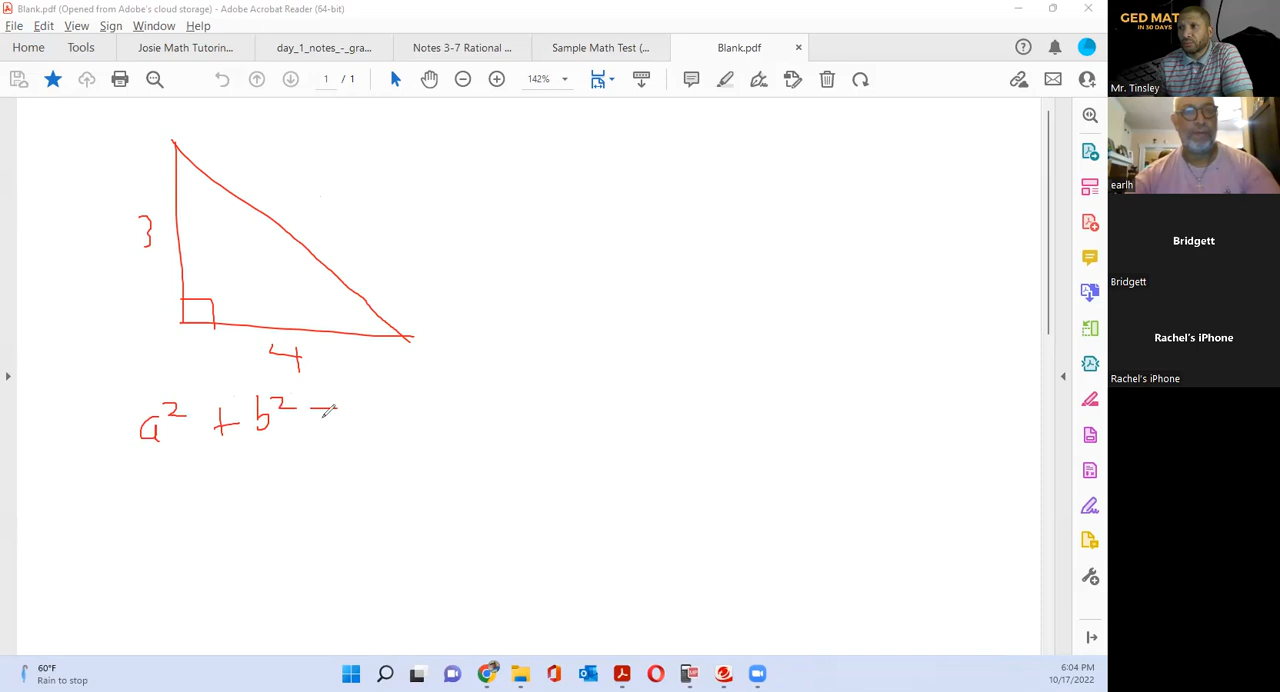 Blank.pdf (Opened from Adobe's cloud storage) - Adobe Acrobat Reader (64-bit)
File Edit View Sign Window Help
Home Tools Josie Math Tutorin... day_1_notes_-_gra... Notes 3-7 Rational ... Sample Math Test (... Blank.pdf ×
1 / 1 142%
GED MAT
IN 30 DAYS
Mr. Tinsley
earlh
Bridgett
Bridgett
Rachel's iPhone
Rachel's iPhone
3
4
a² + b² −
60°F
Rain to stop
6:04 PM
10/17/2022